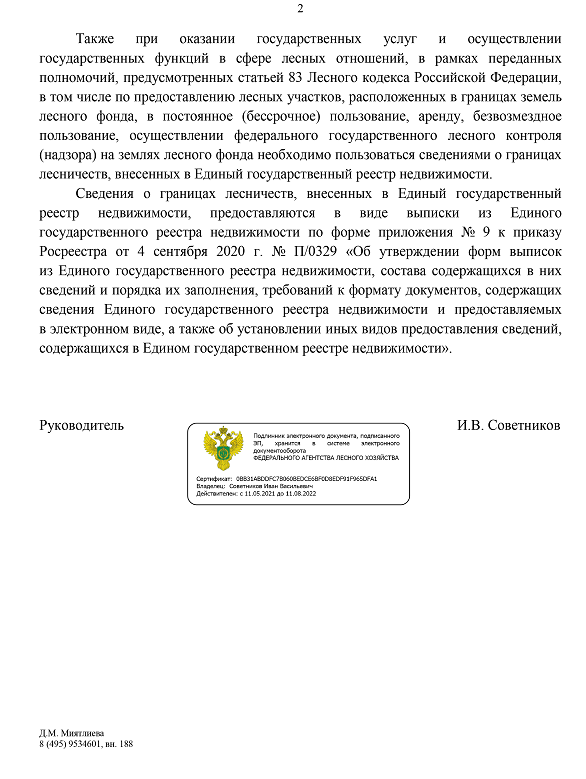 2
Также при оказании государственных услуг и осуществлении
государственных функций в сфере лесных отношений, в рамках переданных
полномочий, предусмотренных статьей 83 Лесного кодекса Российской Федерации,
в том числе по предоставлению лесных участков, расположенных в границах земель
лесного фонда, в постоянное (бессрочное) пользование, аренду, безвозмездное
пользование, осуществлении федерального государственного лесного контроля
(надзора) на землях лесного фонда необходимо пользоваться сведениями о границах
лесничеств, внесенных в Единый государственный реестр недвижимости.
Сведения о границах лесничеств, внесенных в Единый государственный
реестр недвижимости, предоставляются в виде выписки из Единого
государственного реестра недвижимости по форме приложения № 9 к приказу
Росреестра от 4 сентября 2020 г. № П/0329 «Об утверждении форм выписок
из Единого государственного реестра недвижимости, состава содержащихся в них
сведений и порядка их заполнения, требований к формату документов, содержащих
сведения Единого государственного реестра недвижимости и предоставляемых
в электронном виде, а также об установлении иных видов предоставления сведений,
содержащихся в Едином государственном реестре недвижимости».
Руководитель
Подлинник электронного документа, подписанного
ЭП, хранится в системе электронного
документооборота
ФЕДЕРАЛЬНОГО АГЕНТСТВА ЛЕСНОГО ХОЗЯЙСТВА
Сертификат: 0BB31ABDDFC7B060BEDCE6BF0D8EDF91F965DFA1
Владелец: Советников Иван Васильевич
Действителен: с 11.05.2021 до 11.08.2022
И.В. Советников
Д.М. Миятлиева
8 (495) 9534601, вн. 188